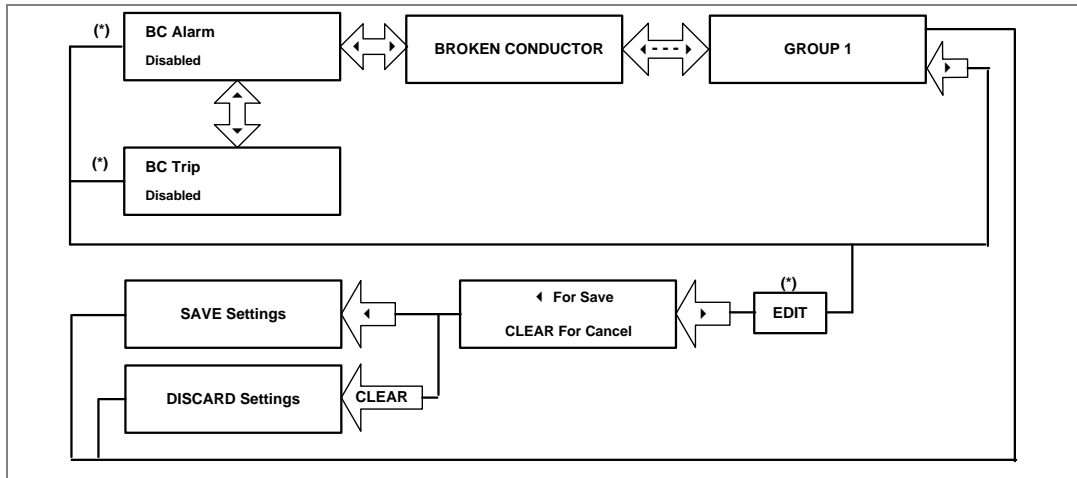 (*)
BC Alarm
Disabled
BROKEN CONDUCTOR
GROUP 1
(*)
BC Trip
Disabled
SAVE Settings
For Save
CLEAR For Cancel
(*)
EDIT
DISCARD Settings
CLEAR